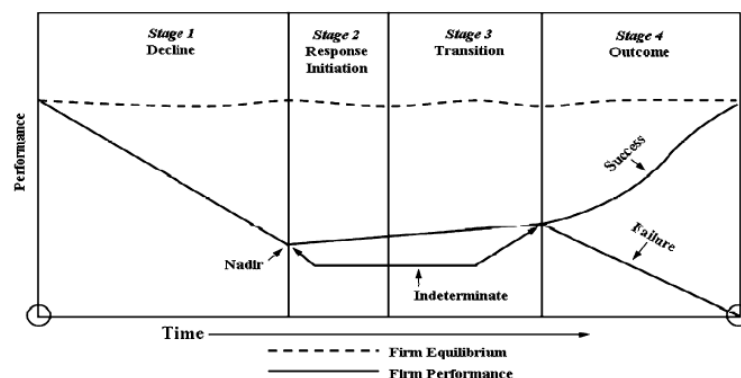 Stage 1
Decline
Stage 2
Response
Initiation
Stage 3
Transition
Stage 4
Outcome
Performance
Success
Failure
Nadir
Indeterminate
Time
Firm Equilibrium
Firm Performance